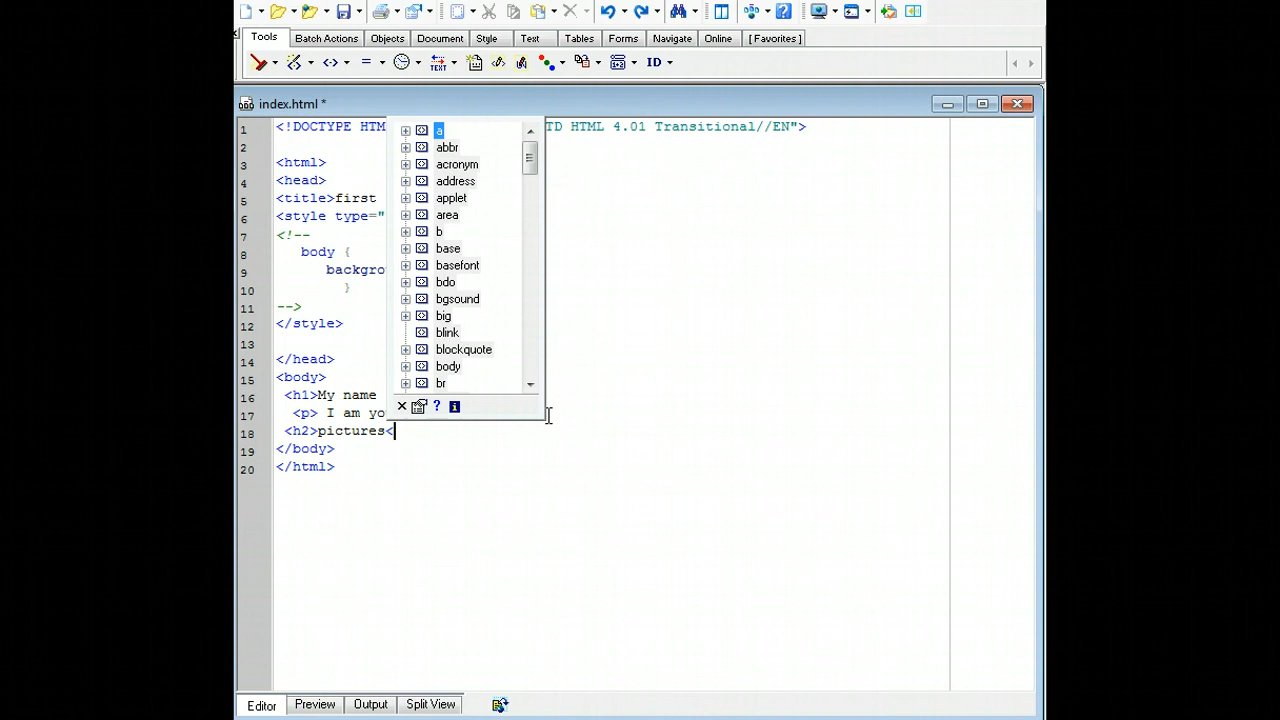 Tools Batch Actions Objects Document Style Text Tables Forms Navigate Online [ Favorites ]
TEXT ID
index.html *
1 <!DOCTYPE HTM TD HTML 4.01 Transitional//EN">
2
3 <html>
4 <head>
5 <title>first
6 <style type="
7 <!--
8 body {
9 backgro
10 }
11 -->
12 </style>
13
14 </head>
15 <body>
16 <h1>My name
17 <p> I am yo
18 <h2>pictures<
19 </body>
20 </html>
a
abbr
acronym
address
applet
area
b
base
basefont
bdo
bgsound
big
blink
blockquote
body
br
Editor Preview Output Split View